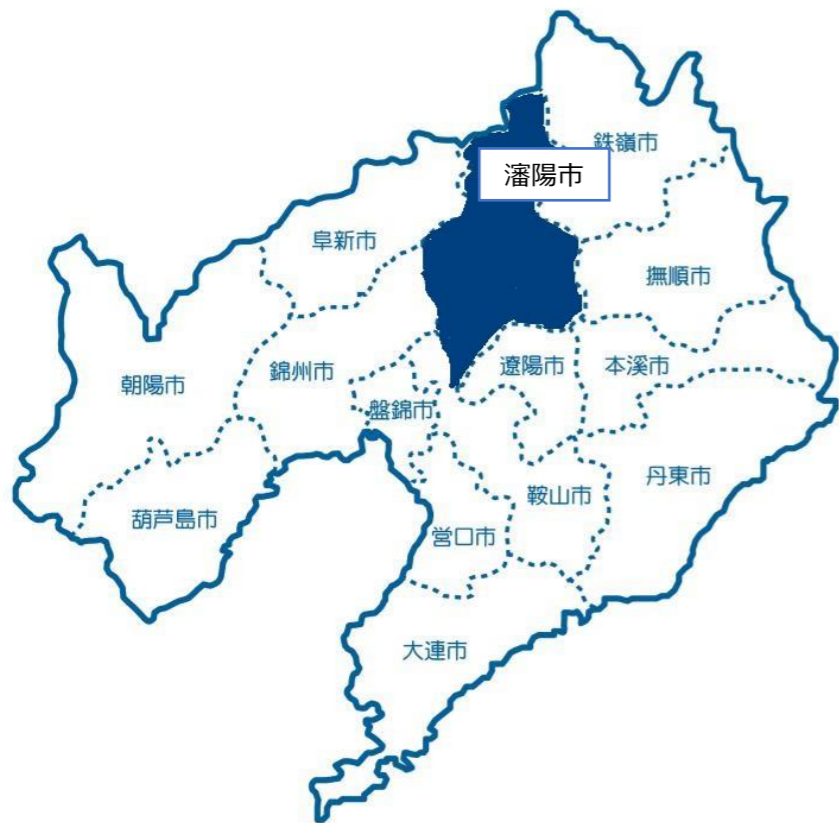 鉄嶺市
瀋陽市
阜新市
撫順市
朝陽市
錦州市
遼陽市
本溪市
盤錦市
葫芦島市
鞍山市
丹東市
営口市
大連市